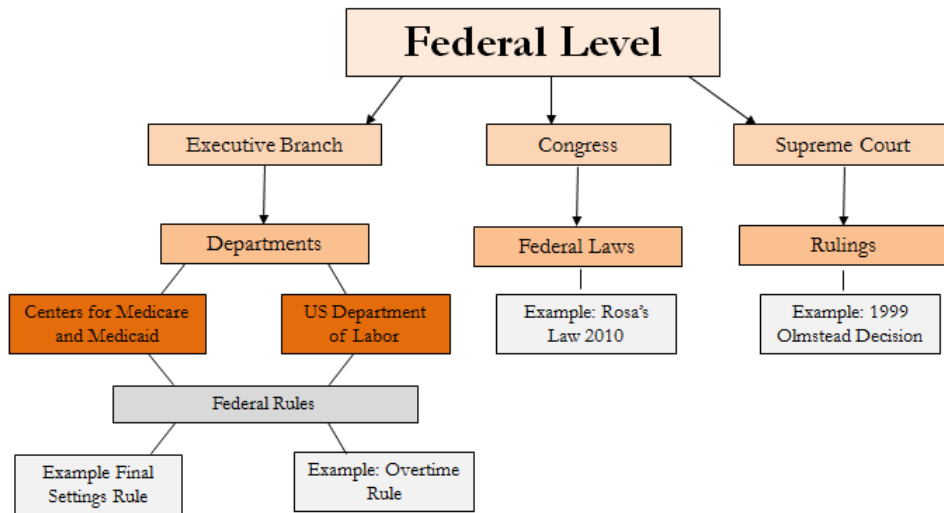 Federal Level
Executive Branch
Congress
Supreme Court
Departments
Federal Laws
Rulings
Centers for Medicare
and Medicaid
US Department
of Labor
Example: Rosa's
Law 2010
Example: 1999
Olmstead Decision
Federal Rules
Example Final
Settings Rule
Example: Overtime
Rule